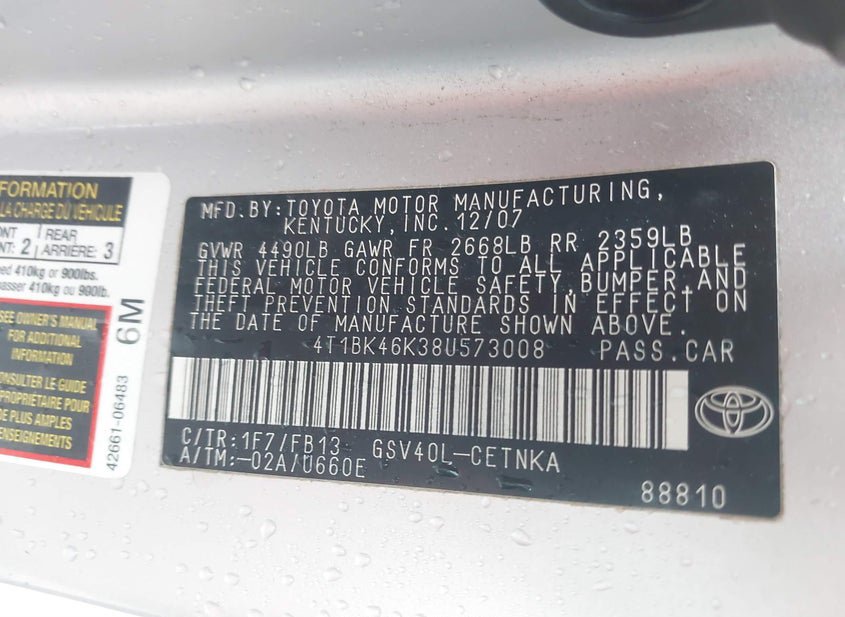 FORMATION
LA CHARGE DU VÉHICULE
2
REAR
ARRIÈRE: 3
410kg or 900lbs.
passer 410kg ou 900lb.
SEE OWNER'S MANUAL
FOR ADDITIONAL
INFORMATION
CONSULTER LE GUIDE
PROPRIÉTAIRE POUR
DE PLUS AMPLES
RENSEIGNEMENTS
6M
42661-06483
MFD.BY:TOYOTA MOTOR MANUFACTURING,
KENTUCKY,INC.12/07
GVWR 4490LB GAWR FR 2668LB RR 2359LB
THIS VEHICLE CONFORMS TO ALL APPLICABLE
FEDERAL MOTOR VEHICLE SAFETY,BUMPER,AND
THEFT PREVENTION STANDARDS IN EFFECT ON
THE DATE OF MANUFACTURE SHOWN ABOVE.
4T1BK46K38U573008 PASS.CAR
C/TR:1F7/FB13 GSV40L-CETNKA
A/TM:-02A/U660E
88810